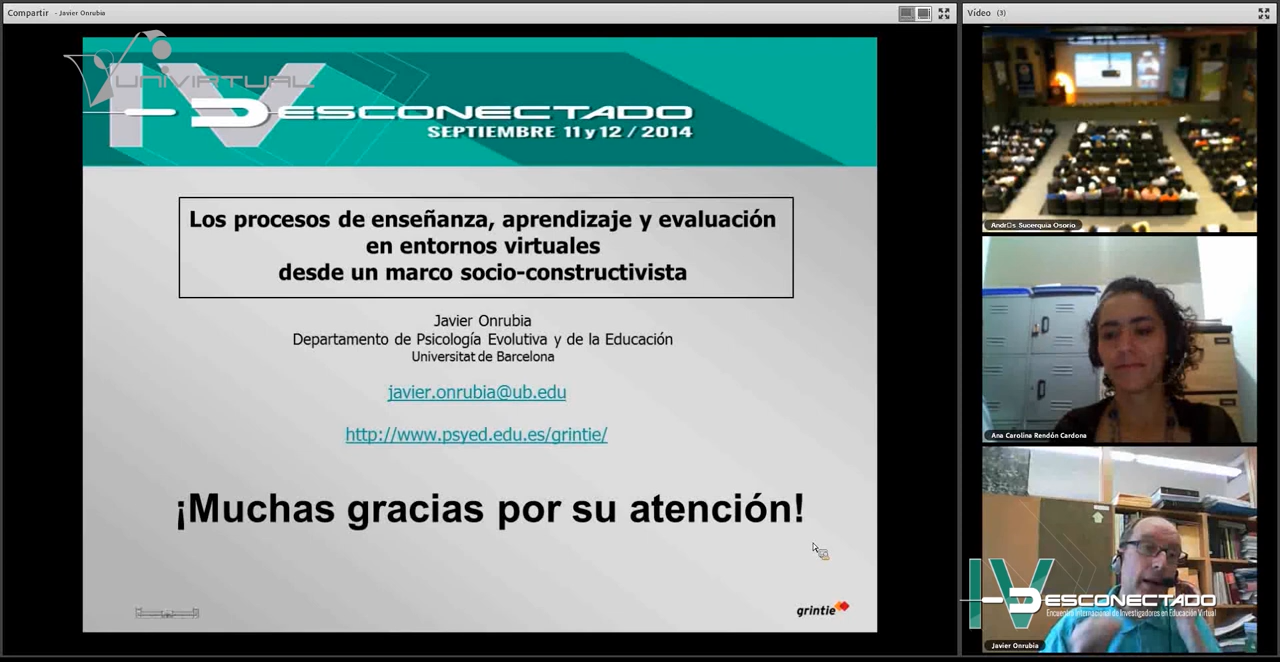 Compartir - Javier Onrubia
Vídeo (3)
UNIVIRTUAL
IV DESCONECTADO
SEPTIEMBRE 11 y 12 / 2014
Los procesos de enseñanza, aprendizaje y evaluación
en entornos virtuales
desde un marco socio-constructivista
Javier Onrubia
Departamento de Psicología Evolutiva y de la Educación
Universitat de Barcelona
javier.onrubia@ub.edu
http://www.psyed.edu.es/grintie/
¡Muchas gracias por su atención!
grintie
Andr□s Sucerquia Osorio
Ana Carolina Rendón Cardona
IV DESCONECTADO
Encuentro Internacional de Investigadores en Educación Virtual
Javier Onrubia